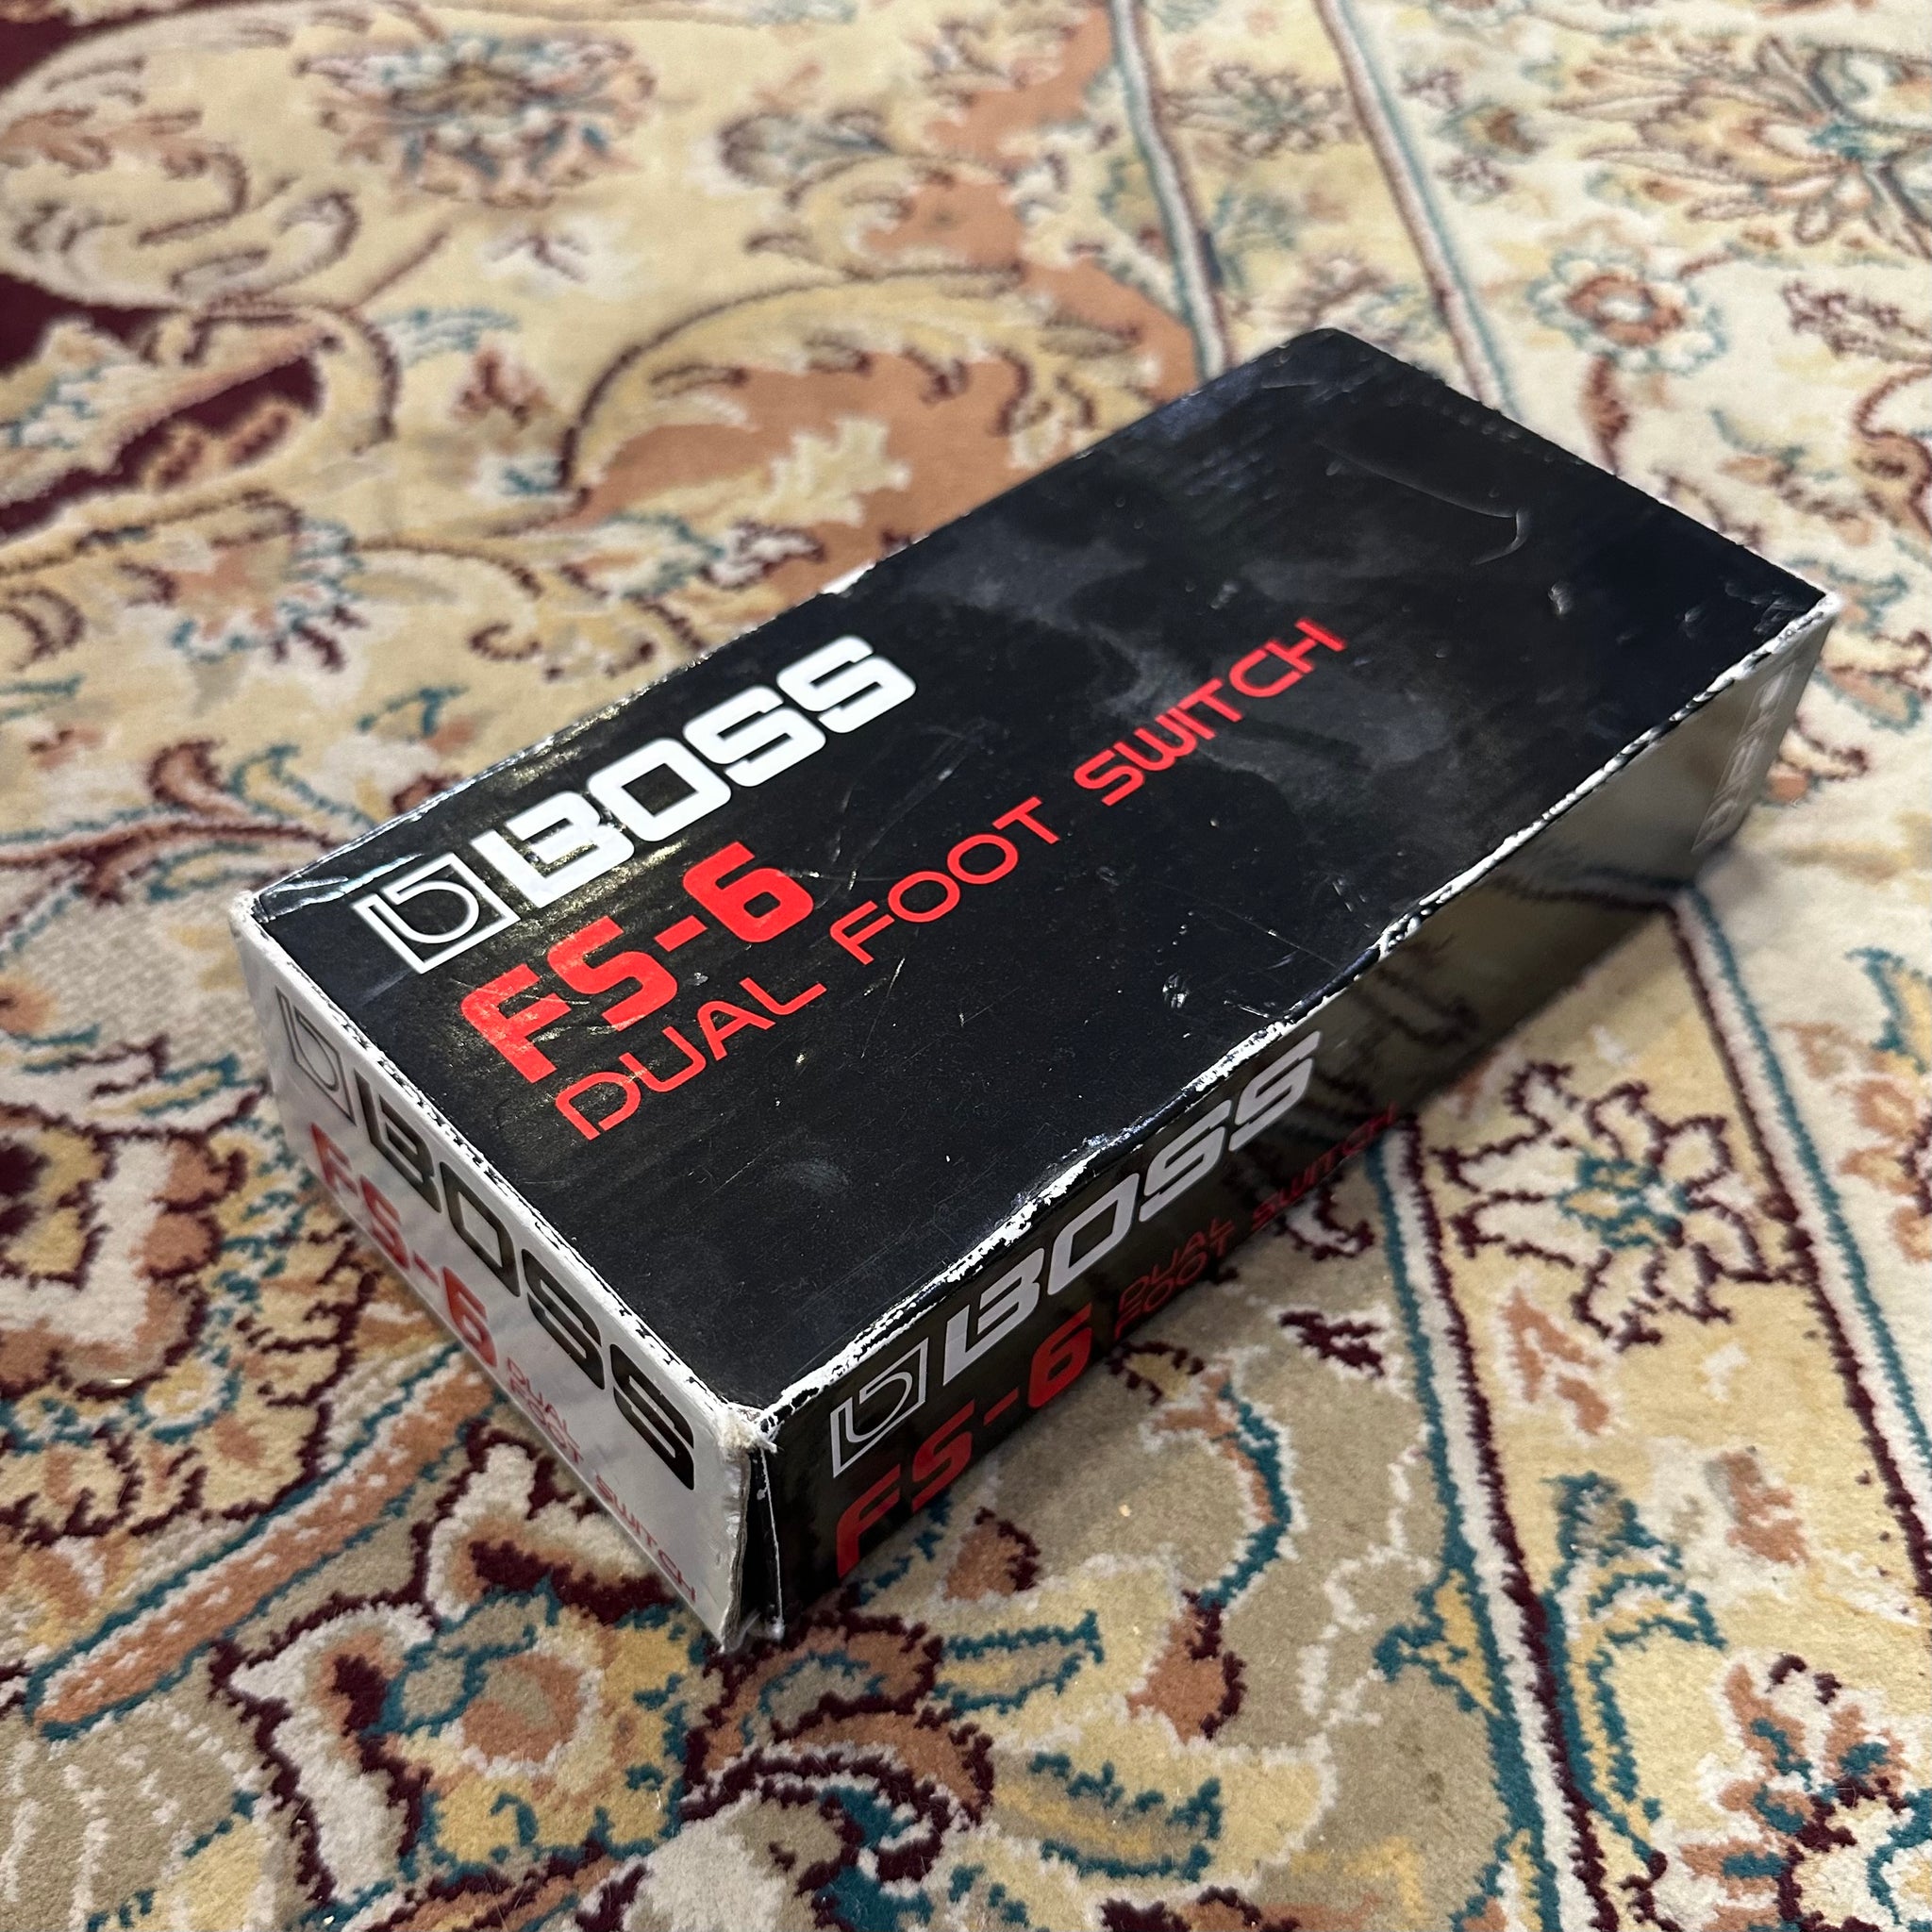 BOSS
FS-6
DUAL FOOT SWITCH
BOSS
FS-6 DUAL
FOOT SWITCH
BOSS
FS-6 DUAL
FOOT SWITCH